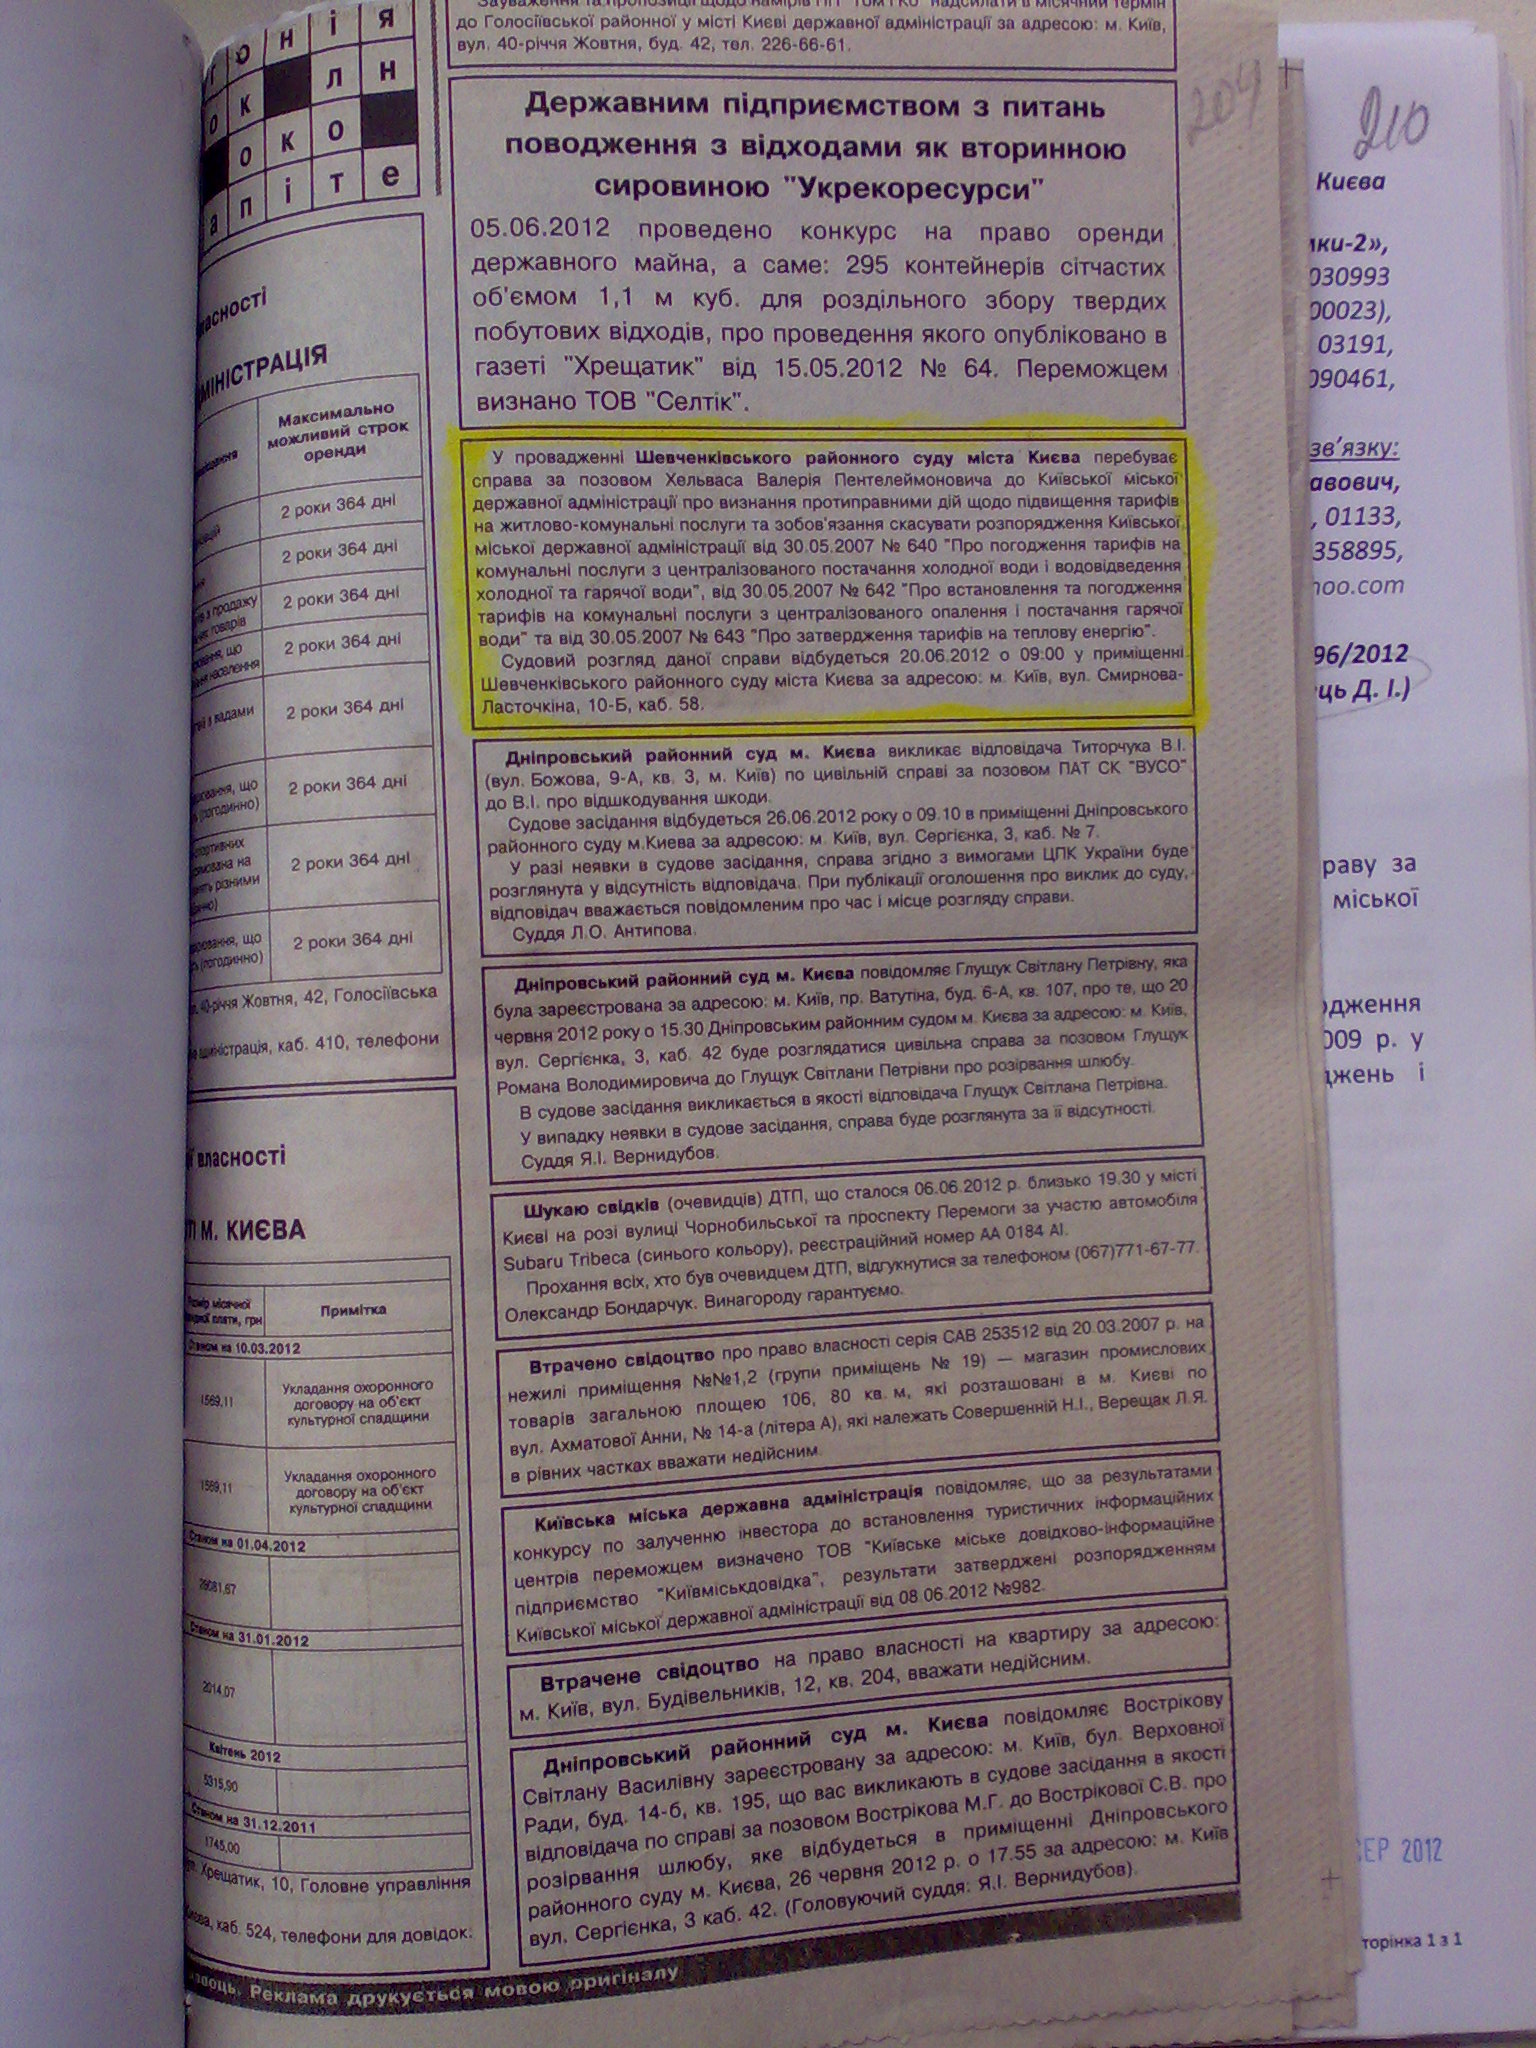 до Голосіївської районної у місті Києві державної адміністрації за адресою: м. Київ,
вул. 40-річчя Жовтня, буд. 42, тел. 226-66-61.
Державним підприємством з питань
поводження з відходами як вторинною
сировиною "Укрекоресурси"
05.06.2012 проведено конкурс на право оренди
державного майна, а саме: 295 контейнерів сітчастих
об'ємом 1,1 м куб. для роздільного збору твердих
побутових відходів, про проведення якого опубліковано в
газеті "Хрещатик" від 15.05.2012 № 64. Переможцем
визнано ТОВ "Селтік".
У провадженні Шевченківського районного суду міста Києва перебуває
справа за позовом Хельваса Валерія Пентелеймоновича до Київської міської
державної адміністрації про визнання протиправними дій щодо підвищення тарифів
на житлово-комунальні послуги та зобов'язання скасувати розпорядження Київської
міської державної адміністрації від 30.05.2007 № 640 "Про погодження тарифів на
комунальні послуги з централізованого постачання холодної води і водовідведення
холодної та гарячої води", від 30.05.2007 № 642 "Про встановлення та погодження
тарифів на комунальні послуги з централізованого опалення і постачання гарячої
води" та від 30.05.2007 № 643 "Про затвердження тарифів на теплову енергію".
Судовий розгляд даної справи відбудеться 20.06.2012 о 09:00 у приміщенні
Шевченківського районного суду міста Києва за адресою: м. Київ, вул. Смирнова-
Ласточкіна, 10-Б, каб. 58.
Дніпровський районний суд м. Києва викликає відповідача Титорчука В.І.
(вул. Божова, 9-А, кв. 3, м. Київ) по цивільній справі за позовом ПАТ СК "ВУСО"
до В.І. про відшкодування шкоди.
Судове засідання відбудеться 26.06.2012 року о 09.10 в приміщенні Дніпровського
районного суду м.Києва за адресою: м. Київ, вул. Сергієнка, 3, каб. № 7.
У разі неявки в судове засідання, справа згідно з вимогами ЦПК України буде
розглянута у відсутність відповідача. При публікації оголошення про виклик до суду,
відповідач вважається повідомленим про час і місце розгляду справи.
Суддя Л.О. Антипова.
Дніпровський районний суд м. Києва повідомляє Глущук Світлану Петрівну, яка
була зареєстрована за адресою: м. Київ, пр. Ватутіна, буд. 6-А, кв. 107, про те, що 20
червня 2012 року о 15.30 Дніпровським районним судом м. Києва за адресою: м. Київ,
вул. Сергієнка, 3, каб. 42 буде розглядатися цивільна справа за позовом Глущук
Романа Володимировича до Глущук Світлани Петрівни про розірвання шлюбу.
В судове засідання викликається в якості відповідача Глущук Світлана Петрівна.
У випадку неявки в судове засідання, справа буде розглянута за її відсутності.
Суддя Я.І. Вернидубов.
Шукаю свідків (очевидців) ДТП, що сталося 06.06.2012 р. близько 19.30 у місті
Києві на розі вулиці Чорнобильської та проспекту Перемоги за участю автомобіля
Subaru Tribeca (синього кольору), реєстраційний номер АА 0184 АІ.
Прохання всіх, хто був очевидцем ДТП, відгукнутися за телефоном (067)771-67-77.
Олександр Бондарчук. Винагороду гарантуємо.
Втрачено свідоцтво про право власності серія САВ 253512 від 20.03.2007 р. на
нежилі приміщення №№1,2 (групи приміщень № 19) — магазин промислових
товарів загальною площею 106, 80 кв. м, які розташовані в м. Києві по
вул. Ахматової Анни, № 14-а (літера А), які належать Совершенній Н.І., Верещак Л.Я.
в рівних частках вважати недійсним.
Київська міська державна адміністрація повідомляє, що за результатами
конкурсу по залученню інвестора до встановлення туристичних інформаційних
центрів переможцем визначено ТОВ "Київське міське довідково-інформаційне
підприємство "Київміськдовідка", результати затверджені розпорядженням
Київської міської державної адміністрації від 08.06.2012 №982.
Втрачене свідоцтво на право власності на квартиру за адресою:
м. Київ, вул. Будівельників, 12, кв. 204, вважати недійсним.
Дніпровський районний суд м. Києва повідомляє Вострікову
Світлану Василівну зареєстровану за адресою: м. Київ, бул. Верховної
Ради, буд. 14-б, кв. 195, що вас викликають в судове засідання в якості
відповідача по справі за позовом Вострікова М.Г. до Вострікової С.В. про
розірвання шлюбу, яке відбудеться в приміщенні Дніпровського
районного суду м. Києва, 26 червня 2012 р. о 17.55 за адресою: м. Київ
вул. Сергієнка, 3 каб. 42. (Головуючий суддя: Я.І. Вернидубов).
Реклама друкується мовою оригіналу
Максимально
можливий строк
оренди
2 роки 364 дні
2 роки 364 дні
2 роки 364 дні
2 роки 364 дні
2 роки 364 дні
2 роки 364 дні
2 роки 364 дні
2 роки 364 дні
40-річчя Жовтня, 42, Голосіївська
адміністрація, каб. 410, телефони
власності
М. КИЄВА
Примітка
Станом на 10.03.2012
1569,11
Укладання охоронного
договору на об'єкт
культурної спадщини
1569,11
Укладання охоронного
договору на об'єкт
культурної спадщини
Станом на 01.04.2012
Станом на 31.01.2012
2014,07
Квітень 2012
5315,90
Станом на 31.12.2011
1745,00
Хрещатик, 10, Головне управління
каб. 524, телефони для довідок:
204
210
Києва
030993
00023),
03191,
090461,
зв'язку:
01133,
358895,
96/2012
Д. І.)
за
міської
009 р. у
і
СЕР 2012
1 з 1